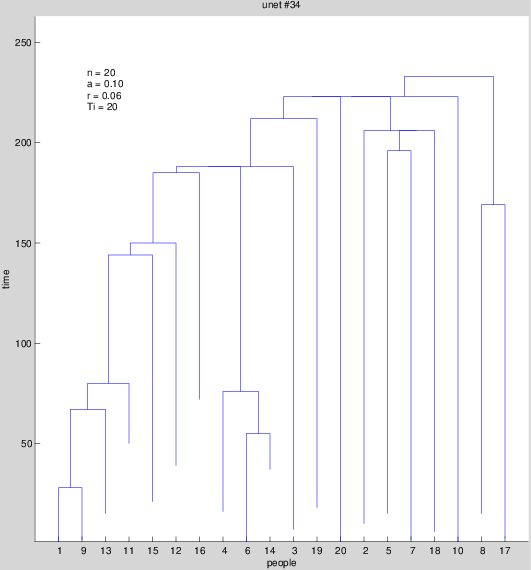 unet #34
250
n = 20
a = 0.10
r = 0.06
Ti = 20
200
150
time
100
50
1 9 13 11 15 12 16 4 6 14 3 19 20 2 5 7 18 10 8 17
people